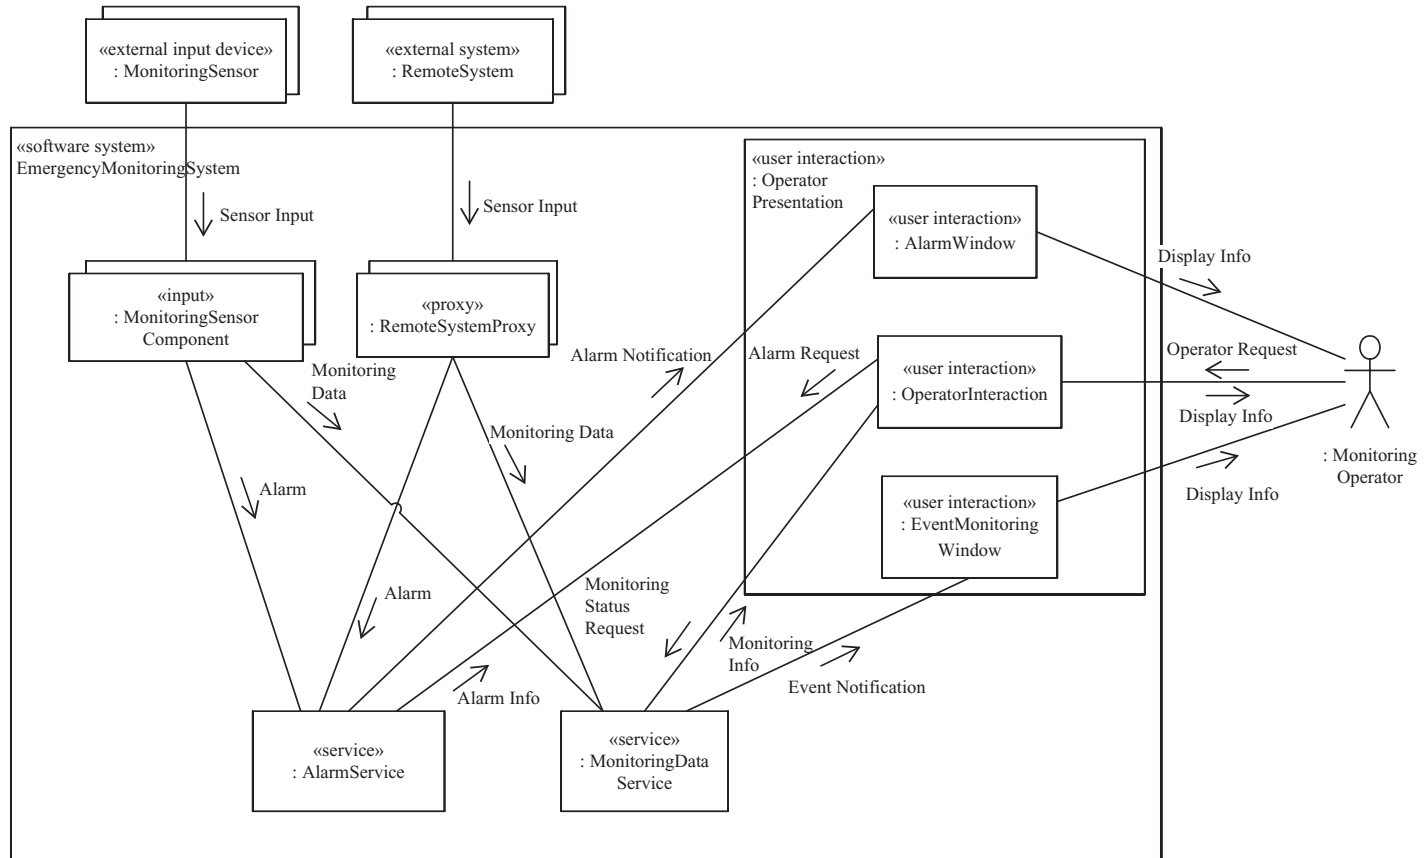 «external input device»
: MonitoringSensor
«external system»
: RemoteSystem
«software system»
EmergencyMonitoringSystem
«user interaction»
: Operator
Presentation
Sensor Input
Sensor Input
«user interaction»
: AlarmWindow
Display Info
«input»
: MonitoringSensor
Component
«proxy»
: RemoteSystemProxy
Monitoring
Data
Alarm Notification
Alarm Request
«user interaction»
: OperatorInteraction
Operator Request
Display Info
Monitoring Data
: Monitoring
Operator
Alarm
«user interaction»
: EventMonitoring
Window
Display Info
Alarm
Monitoring
Status
Request
Monitoring
Info
Alarm Info
Event Notification
«service»
: AlarmService
«service»
: MonitoringData
Service